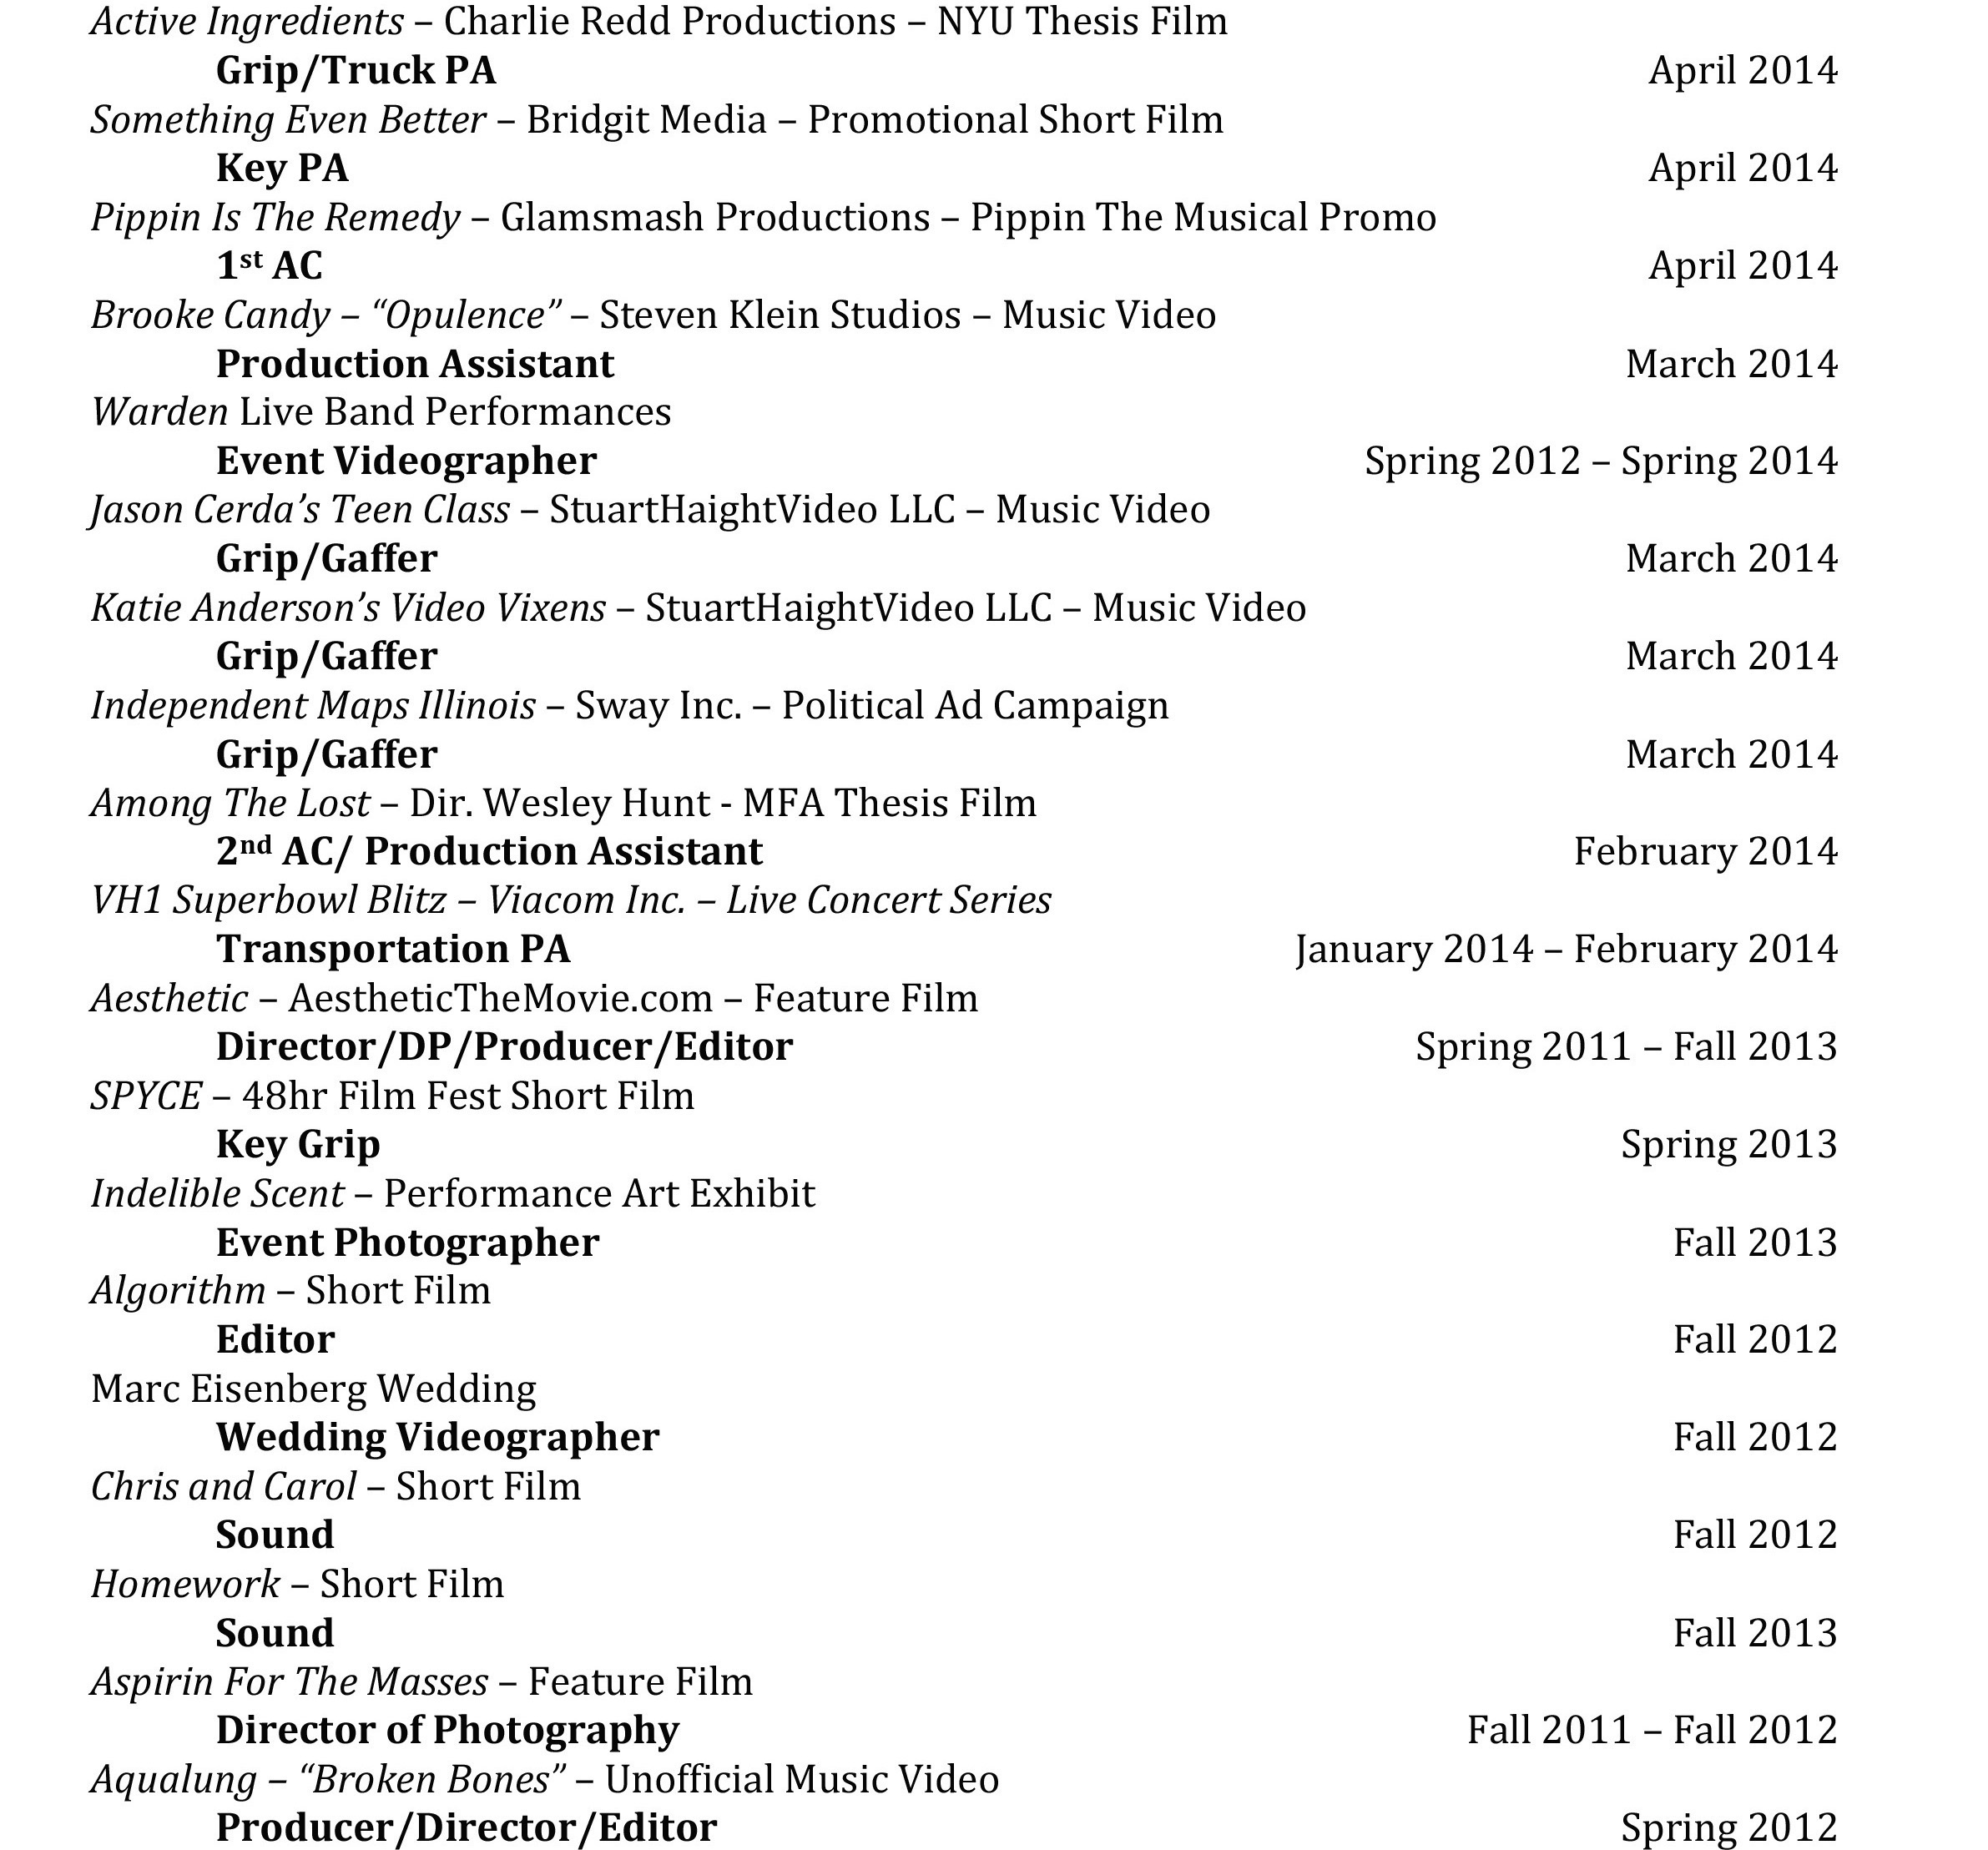 Active Ingredients – Charlie Redd Productions – NYU Thesis Film
Grip/Truck PA April 2014
Something Even Better – Bridgit Media – Promotional Short Film
Key PA April 2014
Pippin Is The Remedy – Glamsmash Productions – Pippin The Musical Promo
1st AC April 2014
Brooke Candy – “Opulence” – Steven Klein Studios – Music Video
Production Assistant March 2014
Warden Live Band Performances
Event Videographer Spring 2012 – Spring 2014
Jason Cerda’s Teen Class – StuartHaightVideo LLC – Music Video
Grip/Gaffer March 2014
Katie Anderson’s Video Vixens – StuartHaightVideo LLC – Music Video
Grip/Gaffer March 2014
Independent Maps Illinois – Sway Inc. – Political Ad Campaign
Grip/Gaffer March 2014
Among The Lost – Dir. Wesley Hunt - MFA Thesis Film
2nd AC/ Production Assistant February 2014
VH1 Superbowl Blitz – Viacom Inc. – Live Concert Series
Transportation PA January 2014 – February 2014
Aesthetic – AestheticTheMovie.com – Feature Film
Director/DP/Producer/Editor Spring 2011 – Fall 2013
SPYCE – 48hr Film Fest Short Film
Key Grip Spring 2013
Indelible Scent – Performance Art Exhibit
Event Photographer Fall 2013
Algorithm – Short Film
Editor Fall 2012
Marc Eisenberg Wedding
Wedding Videographer Fall 2012
Chris and Carol – Short Film
Sound Fall 2012
Homework – Short Film
Sound Fall 2013
Aspirin For The Masses – Feature Film
Director of Photography Fall 2011 – Fall 2012
Aqualung – “Broken Bones” – Unofficial Music Video
Producer/Director/Editor Spring 2012